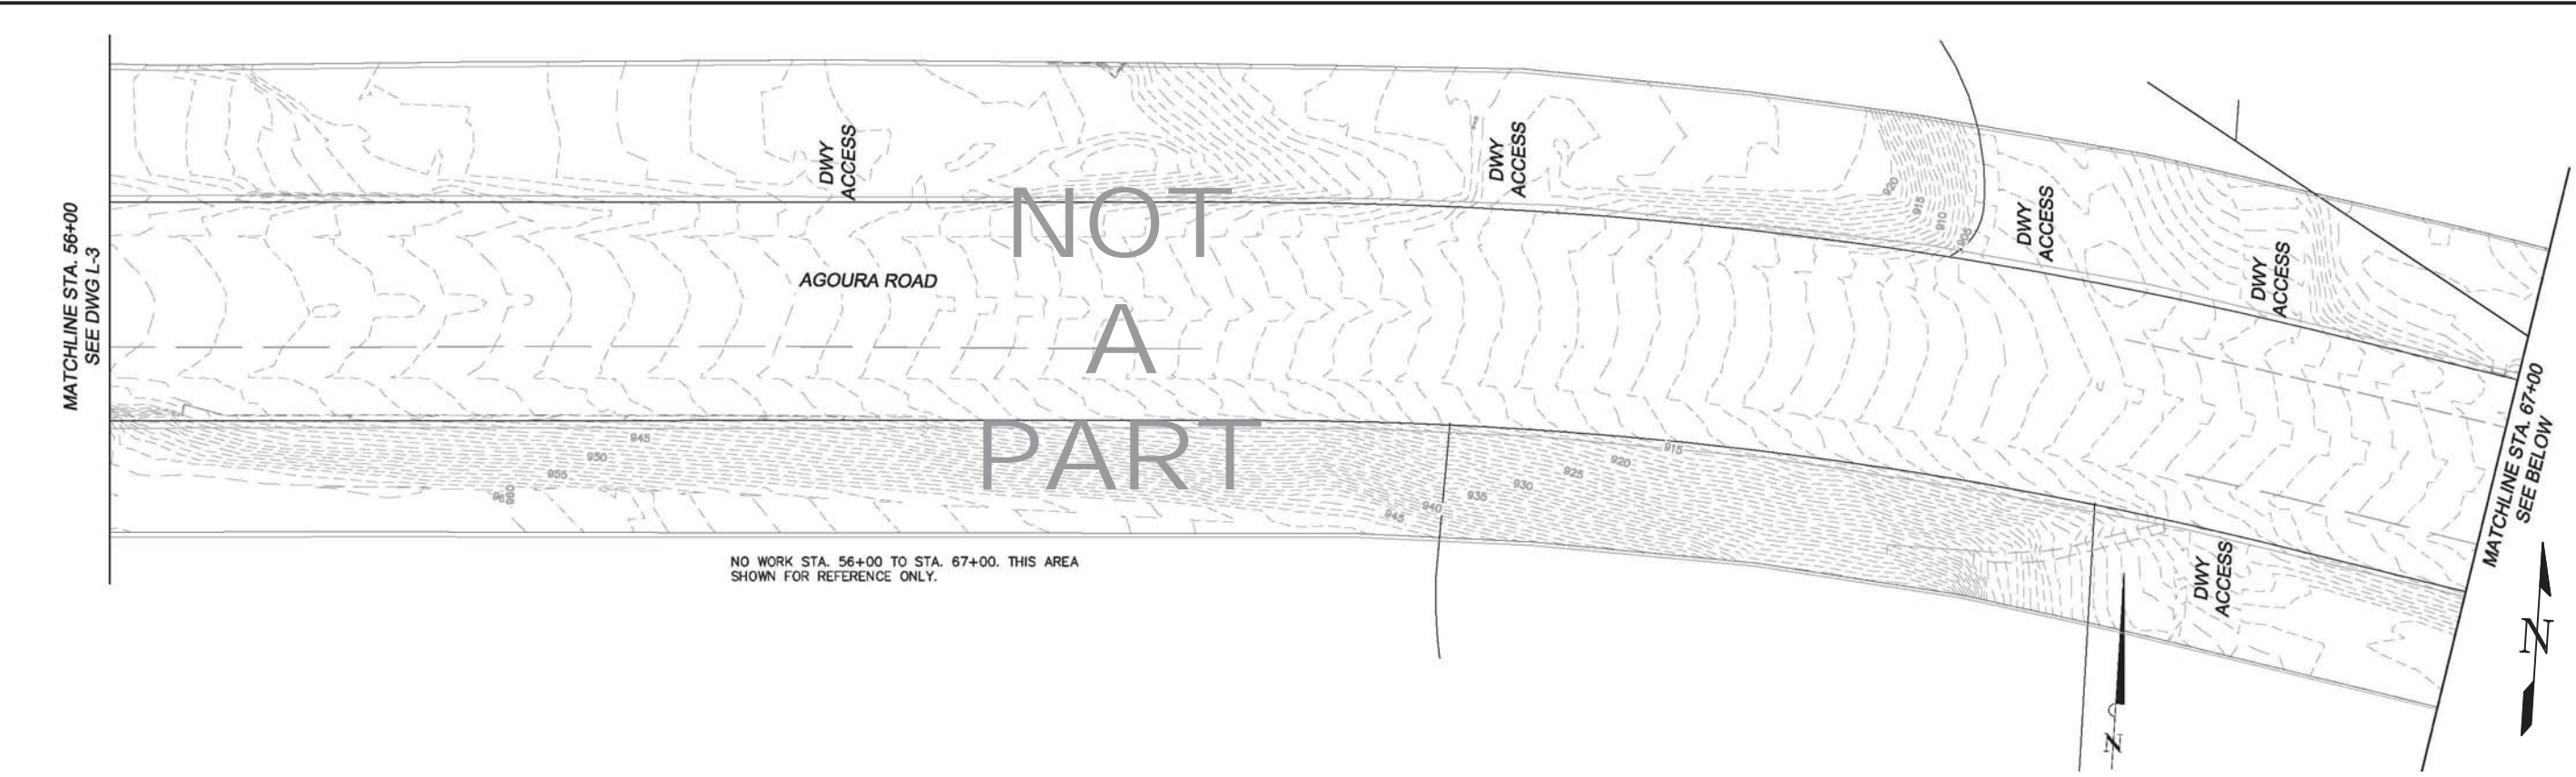 MATCHLINE STA. 56+00
SEE DWG L-3
DWY
ACCESS
DWY
ACCESS
DWY
ACCESS
DWY
ACCESS
920
915
910
905
NOT
A
PART
AGOURA ROAD
945
950
955
960
915
920
925
930
935
940
945
NO WORK STA. 56+00 TO STA. 67+00. THIS AREA
SHOWN FOR REFERENCE ONLY.
DWY
ACCESS
MATCHLINE STA. 67+00
SEE BELOW
N
N